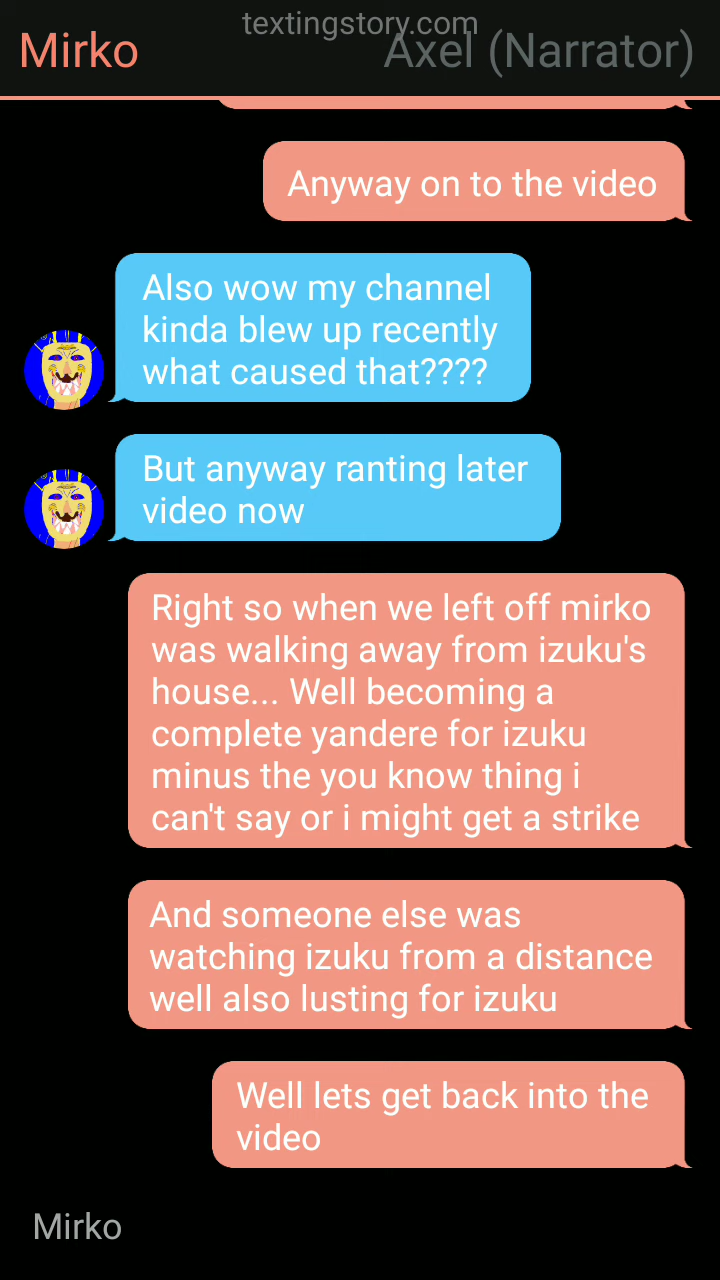 textingstory.com
Mirko
Axel (Narrator)
Anyway on to the video
Also wow my channel
kinda blew up recently
what caused that????
But anyway ranting later
video now
Right so when we left off mirko
was walking away from izuku's
house... Well becoming a
complete yandere for izuku
minus the you know thing i
can't say or i might get a strike
And someone else was
watching izuku from a distance
well also lusting for izuku
Well lets get back into the
video
Mirko